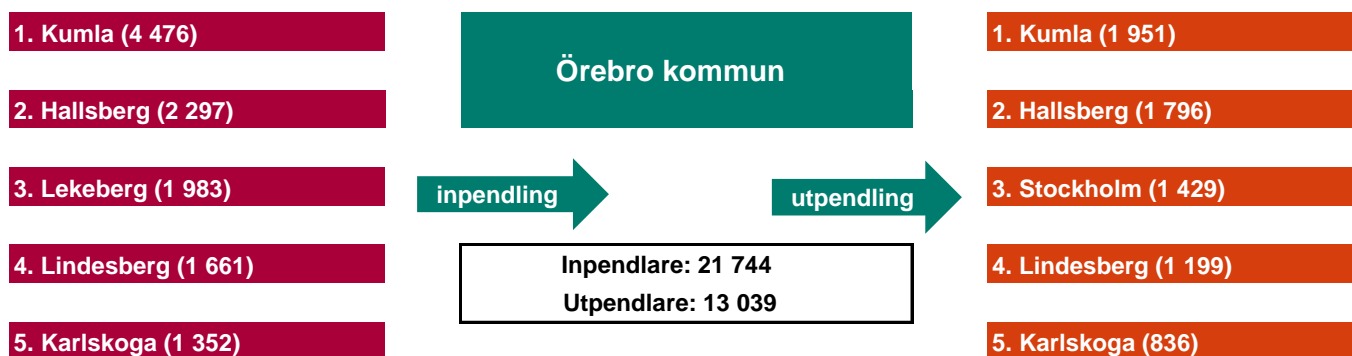 1. Kumla (4 476)
2. Hallsberg (2 297)
3. Lekeberg (1 983)
4. Lindesberg (1 661)
5. Karlskoga (1 352)
Örebro kommun
inpendling
utpendling
Inpendlare: 21 744
Utpendlare: 13 039
1. Kumla (1 951)
2. Hallsberg (1 796)
3. Stockholm (1 429)
4. Lindesberg (1 199)
5. Karlskoga (836)